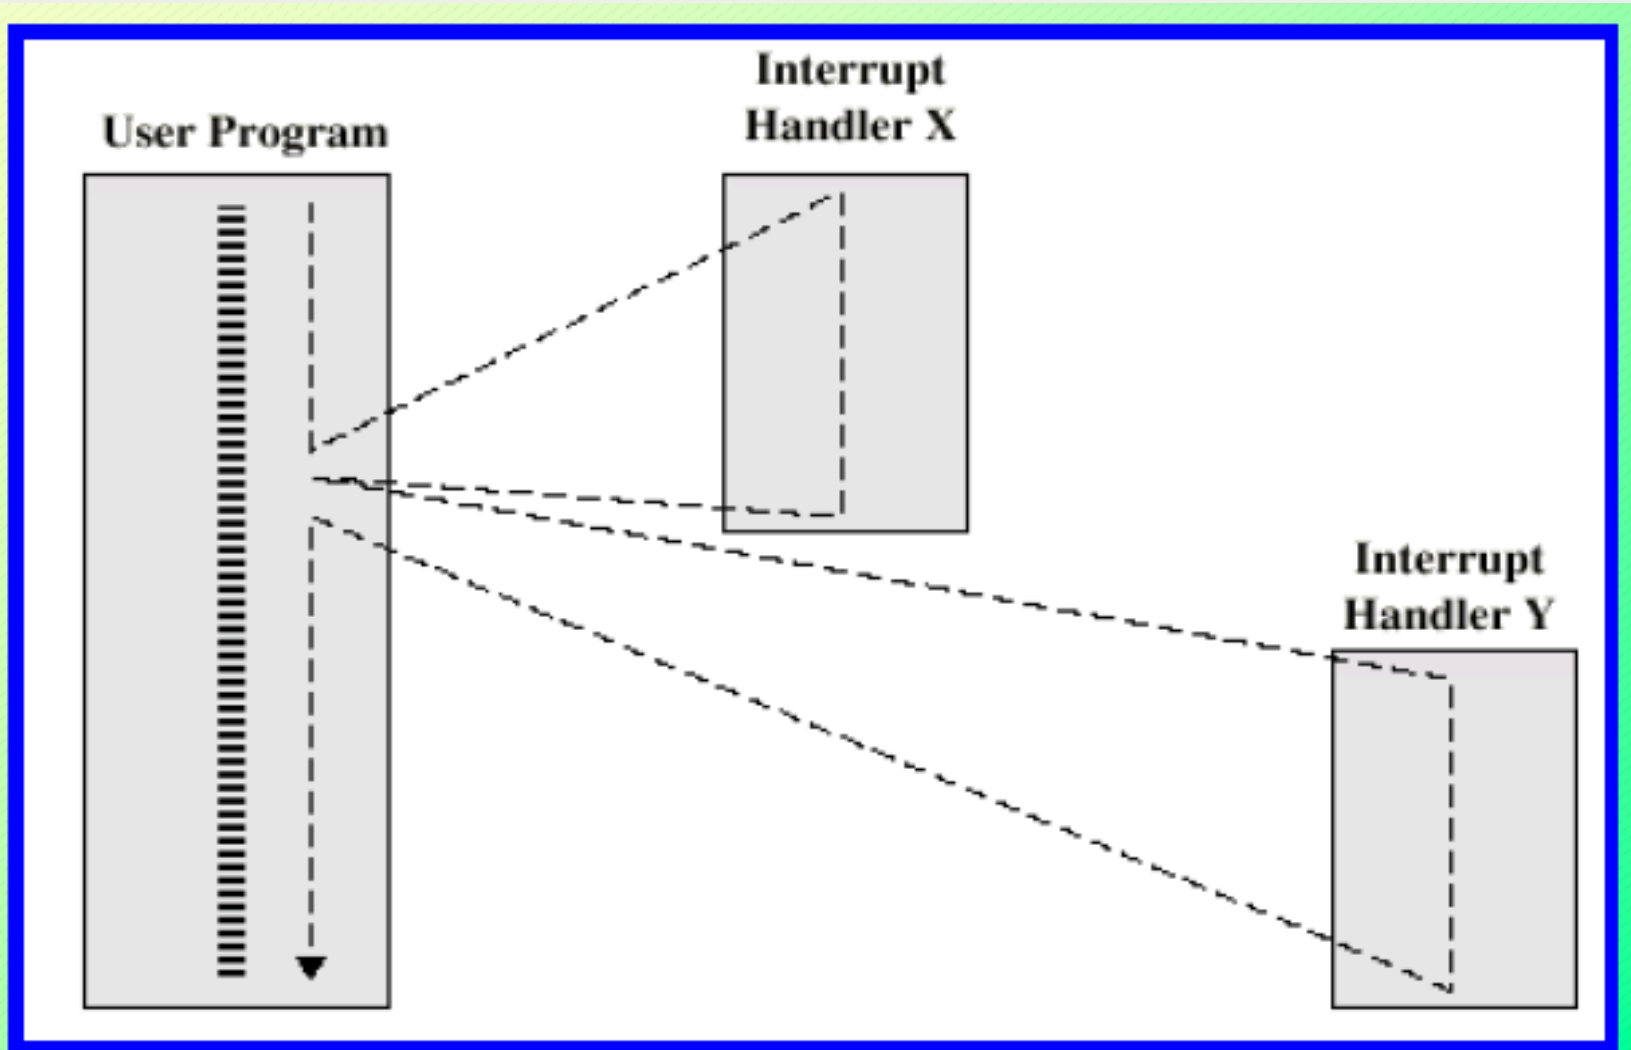 User Program
Interrupt
Handler X
Interrupt
Handler Y